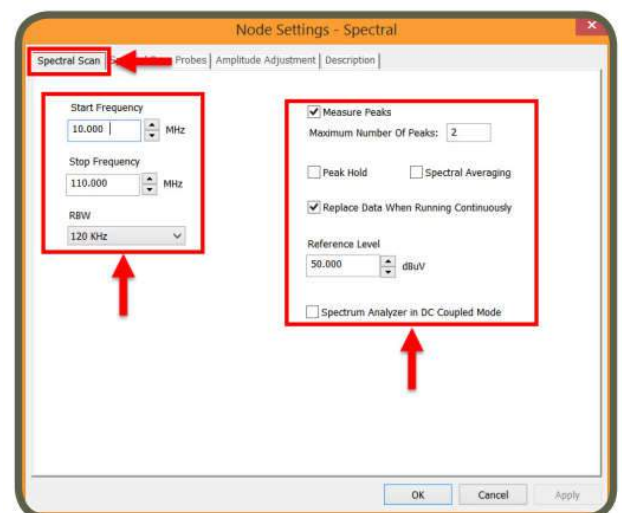 Node Settings - Spectral
Spectral Scan
Probes
Amplitude Adjustment
Description
Start Frequency
10.000 MHz
Stop Frequency
110.000 MHz
RBW
120 KHz
Measure Peaks
Maximum Number Of Peaks: 2
Peak Hold
Spectral Averaging
Replace Data When Running Continuously
Reference Level
50.000 dBuV
Spectrum Analyzer in DC Coupled Mode
OK
Cancel
Apply